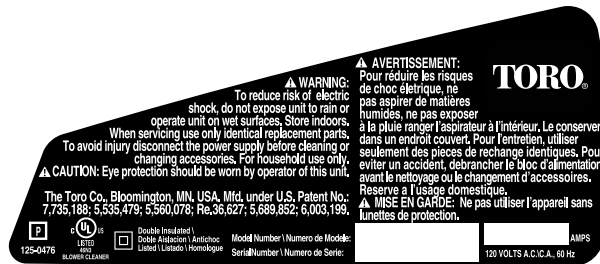 ⚠ WARNING:
To reduce risk of electric
shock, do not expose unit to rain or
operate unit on wet surfaces. Store indoors.
When servicing use only identical replacement parts.
To avoid injury disconnect the power supply before cleaning or
changing accessories. For household use only.
⚠ CAUTION: Eye protection should be worn by operator of this unit.
The Toro Co., Bloomington, MN. USA. Mfd. under U.S. Patent No.:
7,735,188; 5,535,479; 5,560,078; Re.36,627; 5,689,852; 6,003,199,
⚠ AVERTISSEMENT:
Pour réduire les risques
de choc életrique, ne
pas aspirer de matières
humides, ne pas exposer
à la pluie ranger l'aspirateur à l'intérieur. Le conserver
dans un endroit couvert. Pour l'entretien, utiliser
seulement des pieces de rechange identiques. Pour
eviter un accident, debrancher le bloc d'alimentation
avant le nettoyage ou le changement d'accessoires.
Reserve a l'usage domestique.
⚠ MISE EN GARDE: Ne pas utiliser l'appareil sans
lunettes de protection.
TORO®
P
125-0476
C UL US
LISTED
46N3
BLOWER CLEANER
Double Insulated \
Doble Aislacion \ Antichoc
Listed \ Listado \ Homologue
Model Number \ Numero de Modele:
SerialNumber \ Numero de Serie:
AMPS
120 VOLTS A.C.\C.A., 60 Hz